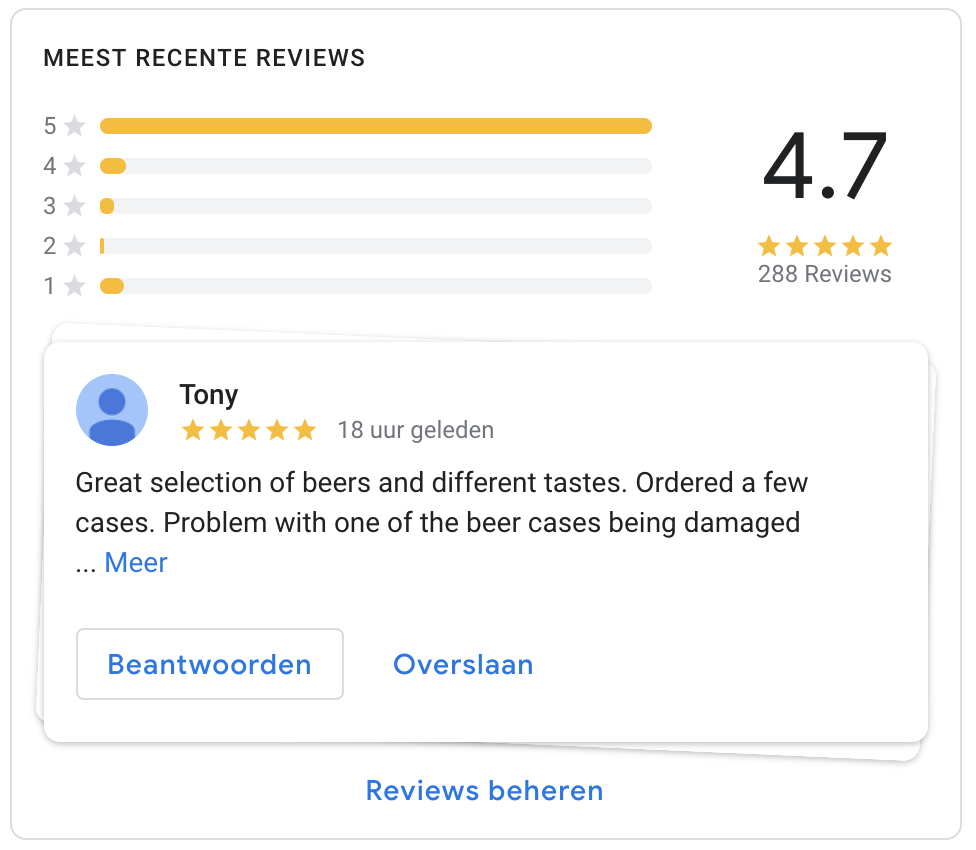 MEEST RECENTE REVIEWS
5
4
3
2
1
4.7
288 Reviews
Tony
18 uur geleden
Great selection of beers and different tastes. Ordered a few
cases. Problem with one of the beer cases being damaged
... Meer
Beantwoorden
Overslaan
Reviews beheren